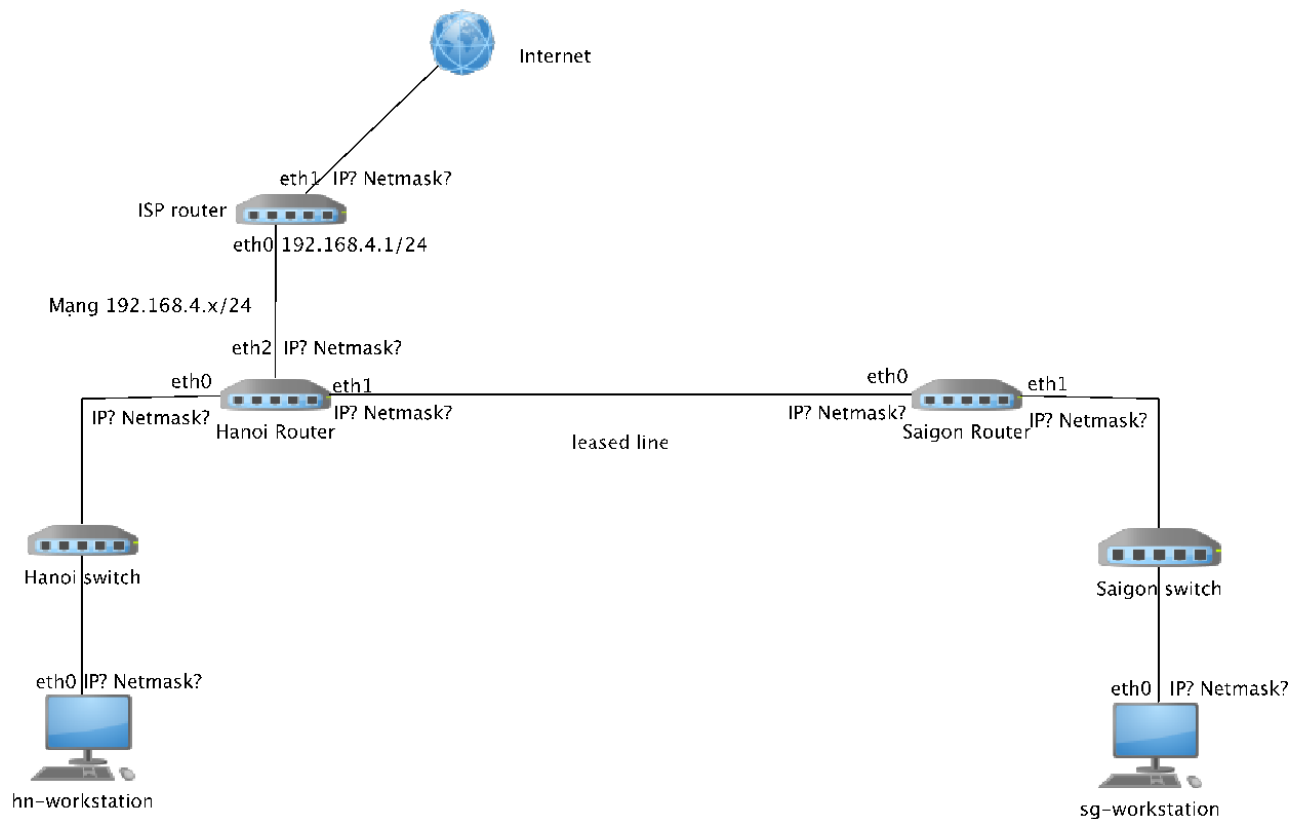 Internet
eth1 IP? Netmask?
ISP router
eth0 192.168.4.1/24
Mạng 192.168.4.x/24
eth2 IP? Netmask?
eth0
IP? Netmask?
eth1
IP? Netmask?
Hanoi Router
leased line
eth0
IP? Netmask?
eth1
IP? Netmask?
Saigon Router
Hanoi switch
Saigon switch
eth0 IP? Netmask?
hn-workstation
eth0 IP? Netmask?
sg-workstation